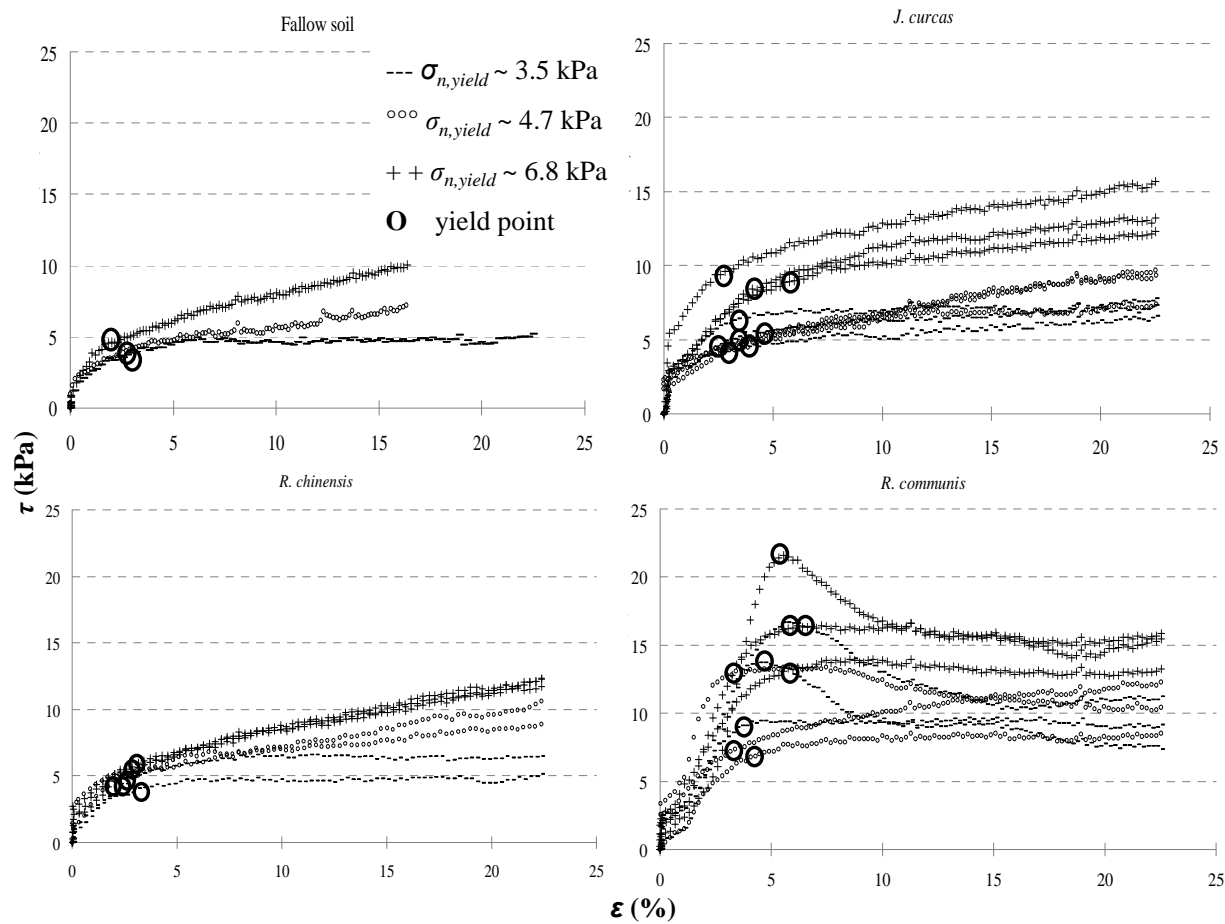 Fallow soil
25
20
15
10
5
0
0 5 10 15 20 25
--- σn,yield ~ 3.5 kPa
°°° σn,yield ~ 4.7 kPa
+ + σn,yield ~ 6.8 kPa
O yield point
J. curcas
25
20
15
10
5
0
0 5 10 15 20 25
τ (kPa)
R. chinensis
25
20
15
10
5
0
0 5 10 15 20 25
R. communis
25
20
15
10
5
0
0 5 10 15 20 25
ε (%)